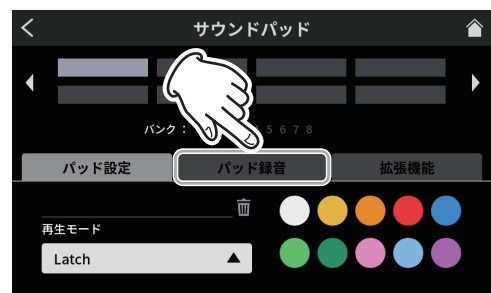 サウンドパッド
バンク : 5 6 7 8
パッド設定
パッド録音
拡張機能
再生モード
Latch